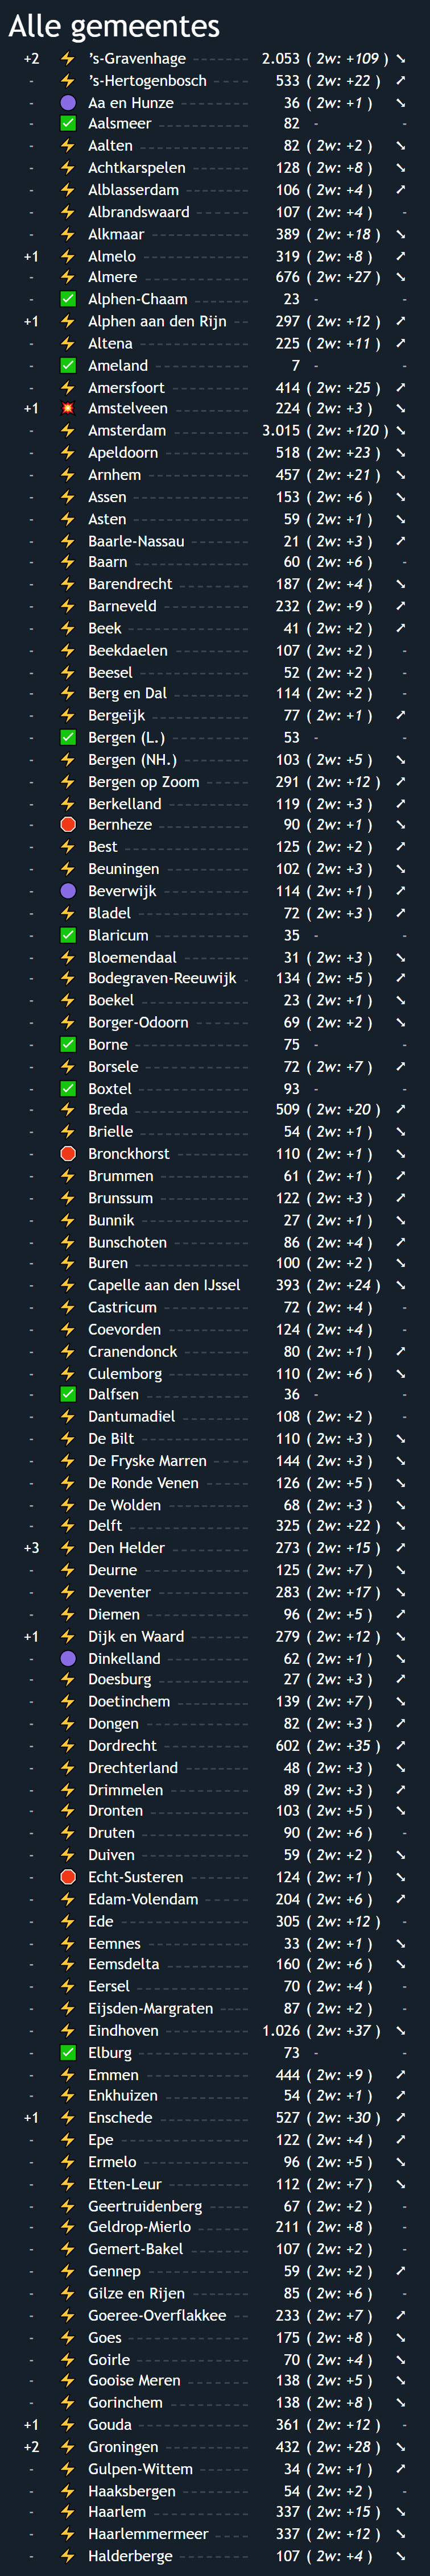 Alle gemeentes
+2 ⚡ ’s-Gravenhage 2.053 ( 2w: +109 ) ➘
- ⚡ ’s-Hertogenbosch 533 ( 2w: +22 ) ➚
- 🟣 Aa en Hunze 36 ( 2w: +1 ) ➘
- ✅ Aalsmeer 82 - -
- ⚡ Aalten 82 ( 2w: +2 ) ➘
- ⚡ Achtkarspelen 128 ( 2w: +8 ) ➘
- ⚡ Alblasserdam 106 ( 2w: +4 ) ➚
- ⚡ Albrandswaard 107 ( 2w: +4 ) -
- ⚡ Alkmaar 389 ( 2w: +18 ) ➘
+1 ⚡ Almelo 319 ( 2w: +8 ) ➚
- ⚡ Almere 676 ( 2w: +27 ) ➘
- ✅ Alphen-Chaam 23 - -
+1 ⚡ Alphen aan den Rijn 297 ( 2w: +12 ) ➚
- ⚡ Altena 225 ( 2w: +11 ) ➚
- ✅ Ameland 7 - -
- ⚡ Amersfoort 414 ( 2w: +25 ) ➚
+1 💥 Amstelveen 224 ( 2w: +3 ) ➘
- ⚡ Amsterdam 3.015 ( 2w: +120 ) ➘
- ⚡ Apeldoorn 518 ( 2w: +23 ) ➘
- ⚡ Arnhem 457 ( 2w: +21 ) ➘
- ⚡ Assen 153 ( 2w: +6 ) ➘
- ⚡ Asten 59 ( 2w: +1 ) ➘
- ⚡ Baarle-Nassau 21 ( 2w: +3 ) ➚
- ⚡ Baarn 60 ( 2w: +6 ) -
- ⚡ Barendrecht 187 ( 2w: +4 ) ➘
- ⚡ Barneveld 232 ( 2w: +9 ) ➚
- ⚡ Beek 41 ( 2w: +2 ) ➚
- ⚡ Beekdaelen 107 ( 2w: +2 ) -
- ⚡ Beesel 52 ( 2w: +2 ) -
- ⚡ Berg en Dal 114 ( 2w: +2 ) -
- ⚡ Bergeijk 77 ( 2w: +1 ) ➚
- ✅ Bergen (L.) 53 - -
- ⚡ Bergen (NH.) 103 ( 2w: +5 ) ➘
- ⚡ Bergen op Zoom 291 ( 2w: +12 ) ➚
- ⚡ Berkelland 119 ( 2w: +3 ) ➚
- 🛑 Bernheze 90 ( 2w: +1 ) ➘
- ⚡ Best 125 ( 2w: +2 ) ➚
- ⚡ Beuningen 102 ( 2w: +3 ) ➘
- 🟣 Beverwijk 114 ( 2w: +1 ) ➚
- ⚡ Bladel 72 ( 2w: +3 ) ➚
- ✅ Blaricum 35 - -
- ⚡ Bloemendaal 31 ( 2w: +3 ) ➘
- ⚡ Bodegraven-Reeuwijk 134 ( 2w: +5 ) ➚
- ⚡ Boekel 23 ( 2w: +1 ) ➘
- ⚡ Borger-Odoorn 69 ( 2w: +2 ) ➘
- ✅ Borne 75 - -
- ⚡ Borsele 72 ( 2w: +7 ) ➚
- ✅ Boxtel 93 - -
- ⚡ Breda 509 ( 2w: +20 ) ➚
- ⚡ Brielle 54 ( 2w: +1 ) ➘
- 🛑 Bronckhorst 110 ( 2w: +1 ) ➘
- ⚡ Brummen 61 ( 2w: +1 ) ➚
- ⚡ Brunssum 122 ( 2w: +3 ) ➚
- ⚡ Bunnik 27 ( 2w: +1 ) ➘
- ⚡ Bunschoten 86 ( 2w: +4 ) ➚
- ⚡ Buren 100 ( 2w: +2 ) ➘
- ⚡ Capelle aan den IJssel 393 ( 2w: +24 ) ➘
- ⚡ Castricum 72 ( 2w: +4 ) -
- ⚡ Coevorden 124 ( 2w: +4 ) -
- ⚡ Cranendonck 80 ( 2w: +1 ) ➚
- ⚡ Culemborg 110 ( 2w: +6 ) ➘
- ✅ Dalfsen 36 - -
- ⚡ Dantumadiel 108 ( 2w: +2 ) -
- ⚡ De Bilt 110 ( 2w: +3 ) ➘
- ⚡ De Fryske Marren 144 ( 2w: +3 ) ➘
- ⚡ De Ronde Venen 126 ( 2w: +5 ) ➘
- ⚡ De Wolden 68 ( 2w: +3 ) ➘
- ⚡ Delft 325 ( 2w: +22 ) ➘
+3 ⚡ Den Helder 273 ( 2w: +15 ) ➚
- ⚡ Deurne 125 ( 2w: +7 ) ➘
- ⚡ Deventer 283 ( 2w: +17 ) ➘
- ⚡ Diemen 96 ( 2w: +5 ) ➚
+1 ⚡ Dijk en Waard 279 ( 2w: +12 ) ➘
- 🟣 Dinkelland 62 ( 2w: +1 ) ➘
- ⚡ Doesburg 27 ( 2w: +3 ) ➚
- ⚡ Doetinchem 139 ( 2w: +7 ) ➘
- ⚡ Dongen 82 ( 2w: +3 ) ➚
- ⚡ Dordrecht 602 ( 2w: +35 ) ➚
- ⚡ Drechterland 48 ( 2w: +3 ) ➘
- ⚡ Drimmelen 89 ( 2w: +3 ) ➚
- ⚡ Dronten 103 ( 2w: +5 ) ➘
- ⚡ Druten 90 ( 2w: +6 ) -
- ⚡ Duiven 59 ( 2w: +2 ) ➘
- 🛑 Echt-Susteren 124 ( 2w: +1 ) ➘
- ⚡ Edam-Volendam 204 ( 2w: +6 ) ➚
- ⚡ Ede 305 ( 2w: +12 ) -
- ⚡ Eemnes 33 ( 2w: +1 ) ➘
- ⚡ Eemsdelta 160 ( 2w: +6 ) ➘
- ⚡ Eersel 70 ( 2w: +4 ) -
- ⚡ Eijsden-Margraten 87 ( 2w: +2 ) -
- ⚡ Eindhoven 1.026 ( 2w: +37 ) ➘
- ✅ Elburg 73 - -
- ⚡ Emmen 444 ( 2w: +9 ) ➚
- ⚡ Enkhuizen 54 ( 2w: +1 ) ➚
+1 ⚡ Enschede 527 ( 2w: +30 ) ➚
- ⚡ Epe 122 ( 2w: +4 ) ➚
- ⚡ Ermelo 96 ( 2w: +5 ) ➘
- ⚡ Etten-Leur 112 ( 2w: +7 ) ➘
- ⚡ Geertruidenberg 67 ( 2w: +2 ) -
- ⚡ Geldrop-Mierlo 211 ( 2w: +8 ) -
- ⚡ Gemert-Bakel 107 ( 2w: +2 ) -
- ⚡ Gennep 59 ( 2w: +2 ) ➚
- ⚡ Gilze en Rijen 85 ( 2w: +6 ) -
- ⚡ Goeree-Overflakkee 233 ( 2w: +7 ) ➚
- ⚡ Goes 175 ( 2w: +8 ) ➘
- ⚡ Goirle 70 ( 2w: +4 ) ➘
- ⚡ Gooise Meren 138 ( 2w: +5 ) ➘
- ⚡ Gorinchem 138 ( 2w: +8 ) ➘
+1 ⚡ Gouda 361 ( 2w: +12 ) -
+2 ⚡ Groningen 432 ( 2w: +28 ) ➘
- ⚡ Gulpen-Wittem 34 ( 2w: +1 ) ➚
- ⚡ Haaksbergen 54 ( 2w: +2 ) -
- ⚡ Haarlem 337 ( 2w: +15 ) ➘
- ⚡ Haarlemmermeer 337 ( 2w: +12 ) ➘
- ⚡ Halderberge 107 ( 2w: +4 ) ➘